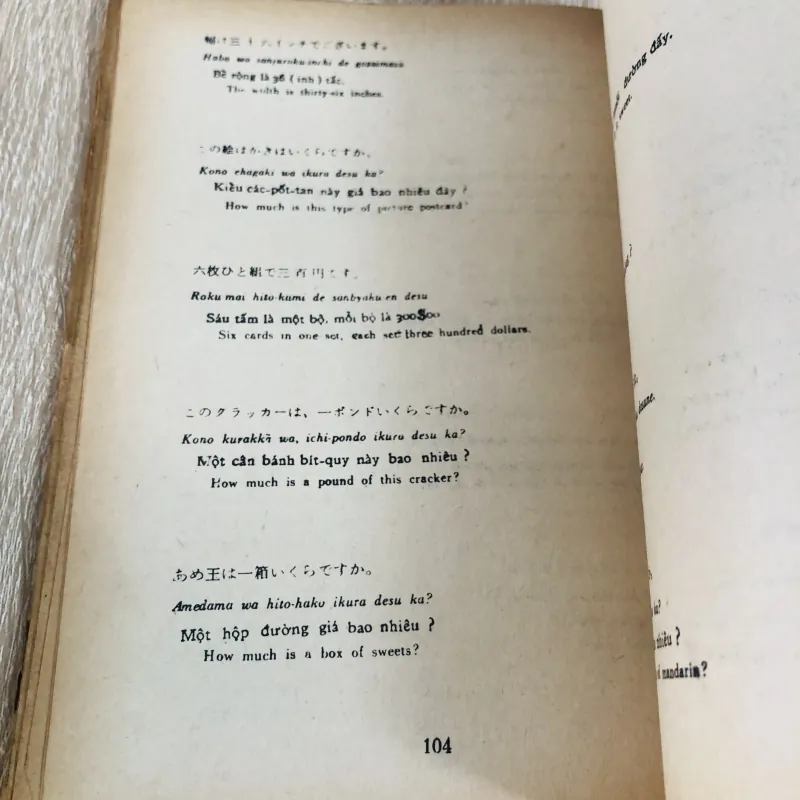 幅は三十六インチでございます。
Haba wa sanjuroku-inchi de gozaimasu
Bề rộng là 36 ( inh ) tấc.
The width is thirty-six inches.
この絵はがきはいくらですか。
Kono ehagaki wa ikura desu ka?
Kiều các-pốt-tan này giá bao nhiêu đây ?
How much is this type of picture postcard
六枚ひと組で三百円です。
Roku mai hito-kumi de sanbyaku en desu
Sáu tấm là một bộ, mỗi bộ là 300$00
Six cards in one set, each set three hundred dollars.
このクラッカーは、一ポンドいくらですか。
Kono kurakkā wa, ichi-pondo ikura desu ka?
Một cân bánh bít-quy này bao nhiêu ?
How much is a pound of this cracker?
あめ王は一箱いくらですか。
Amedama wa hito-hako ikura desu ka?
Một hộp đường giá bao nhiêu ?
How much is a box of sweets?
104
đường đấy.
sweets.
nhiêu ?
mandarin?